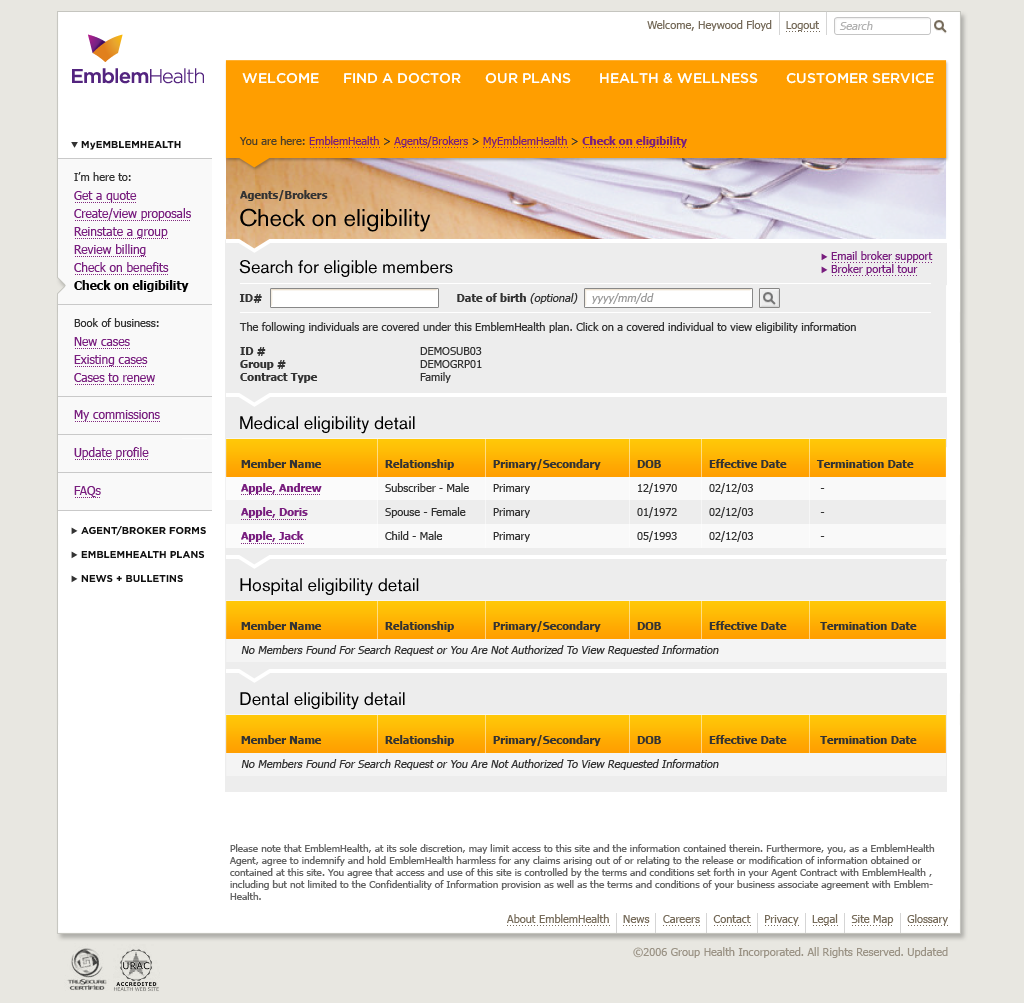 Welcome, Heywood Floyd
Logout
Search
EmblemHealth
WELCOME FIND A DOCTOR OUR PLANS HEALTH & WELLNESS CUSTOMER SERVICE
You are here: EmblemHealth > Agents/Brokers > MyEmblemHealth > Check on eligibility
MyEMBLEMHEALTH
I'm here to:
Get a quote
Create/view proposals
Reinstate a group
Review billing
Check on benefits
Check on eligibility
Book of business:
New cases
Existing cases
Cases to renew
My commissions
Update profile
FAQs
AGENT/BROKER FORMS
EMBLEMHEALTH PLANS
NEWS + BULLETINS
Agents/Brokers
Check on eligibility
Search for eligible members
Email broker support
Broker portal tour
ID# Date of birth (optional) yyyy/mm/dd
The following individuals are covered under this EmblemHealth plan. Click on a covered individual to view eligibility information
ID # DEMOSUB03
Group # DEMOGRP01
Contract Type Family
Medical eligibility detail
Member Name Relationship Primary/Secondary DOB Effective Date Termination Date
Apple, Andrew Subscriber - Male Primary 12/1970 02/12/03 -
Apple, Doris Spouse - Female Primary 01/1972 02/12/03 -
Apple, Jack Child - Male Primary 05/1993 02/12/03 -
Hospital eligibility detail
Member Name Relationship Primary/Secondary DOB Effective Date Termination Date
No Members Found For Search Request or You Are Not Authorized To View Requested Information
Dental eligibility detail
Member Name Relationship Primary/Secondary DOB Effective Date Termination Date
No Members Found For Search Request or You Are Not Authorized To View Requested Information
Please note that EmblemHealth, at its sole discretion, may limit access to this site and the information contained therein. Furthermore, you, as a EmblemHealth
Agent, agree to indemnify and hold EmblemHealth harmless for any claims arising out of or relating to the release or modification of information obtained or
contained at this site. You agree that access and use of this site is controlled by the terms and conditions set forth in your Agent Contract with EmblemHealth ,
including but not limited to the Confidentiality of Information provision as well as the terms and conditions of your business associate agreement with Emblem-
Health.
About EmblemHealth News Careers Contact Privacy Legal Site Map Glossary
©2006 Group Health Incorporated. All Rights Reserved. Updated
TRUSECURE
CERTIFIED
URAC
ACCREDITED
HEALTH WEB SITE